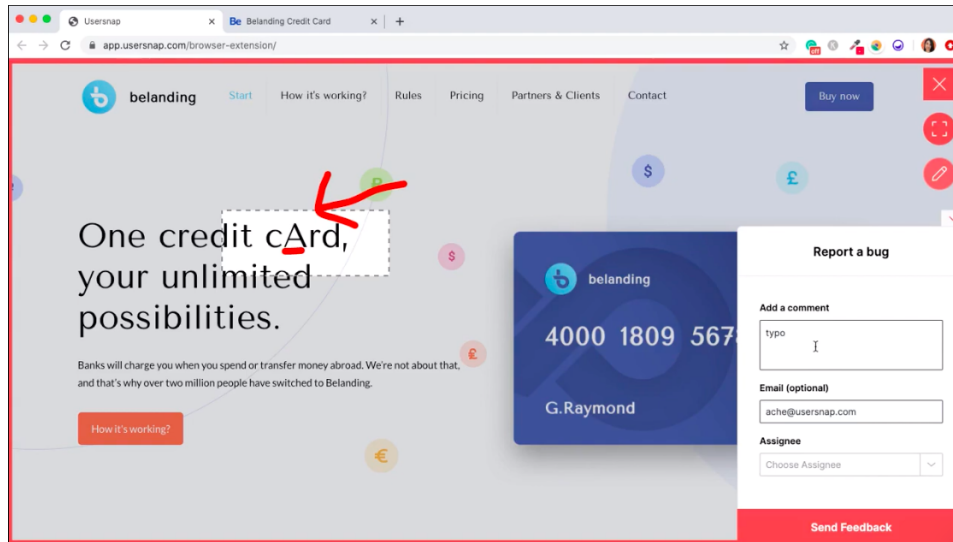 Usersnap
Be Belanding Credit Card
app.usersnap.com/browser-extension/
off
belanding
Start
How it's working?
Rules
Pricing
Partners & Clients
Contact
Buy now
$
£
One credit cArd,
your unlimited
possibilities.
$
belanding
4000 1809 567
Banks will charge you when you spend or transfer money abroad. We're not about that,
and that's why over two million people have switched to Belanding.
£
G.Raymond
How it's working?
€
Report a bug
Add a comment
typo
Email (optional)
ache@usersnap.com
Assignee
Choose Assignee
Send Feedback